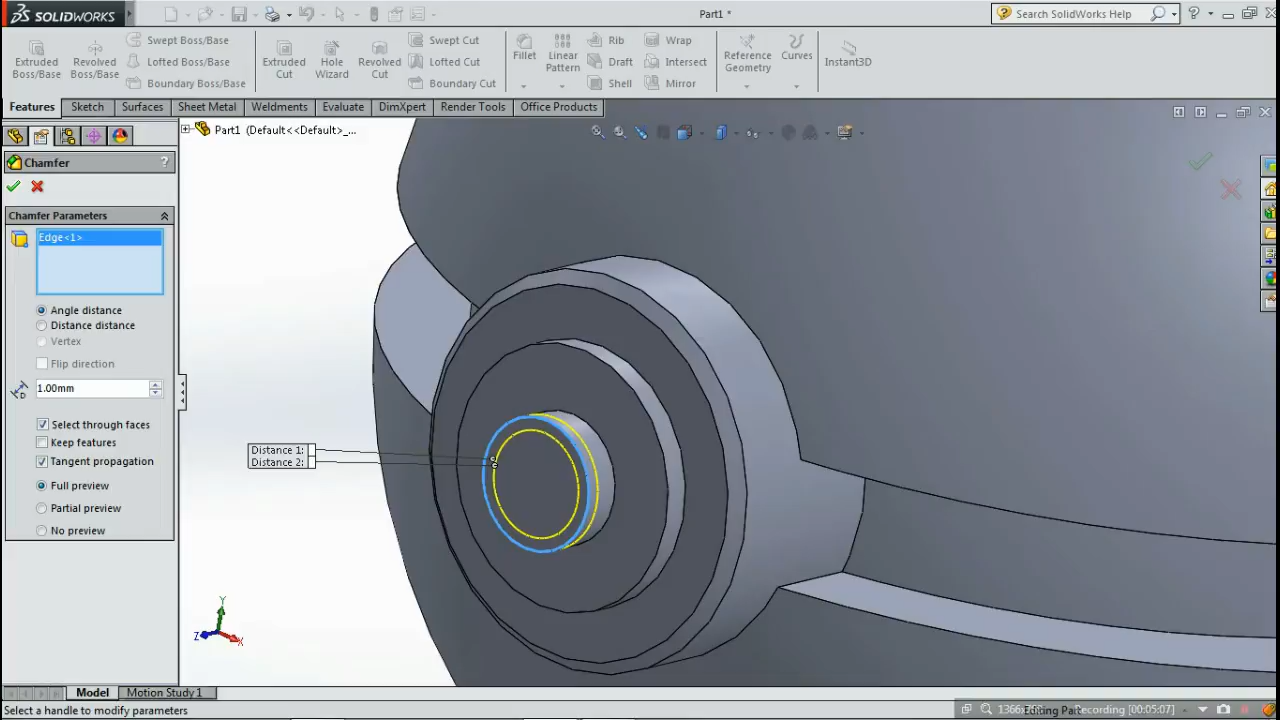 SOLIDWORKS
Part1 *
Search SolidWorks Help
Extruded Boss/Base
Revolved Boss/Base
Swept Boss/Base
Lofted Boss/Base
Boundary Boss/Base
Extruded Cut
Hole Wizard
Revolved Cut
Swept Cut
Lofted Cut
Boundary Cut
Fillet
Linear Pattern
Rib
Draft
Shell
Wrap
Intersect
Mirror
Reference Geometry
Curves
Instant3D
Features
Sketch
Surfaces
Sheet Metal
Weldments
Evaluate
DimXpert
Render Tools
Office Products
Part1 (Default<<Default>_...
Chamfer
?
Chamfer Parameters
Edge<1>
Angle distance
Distance distance
Vertex
Flip direction
1.00mm
Select through faces
Keep features
Tangent propagation
Full preview
Partial preview
No preview
Distance 1:
Distance 2:
Y
Z
X
Model
Motion Study 1
Select a handle to modify parameters
Recording [00:05:07]